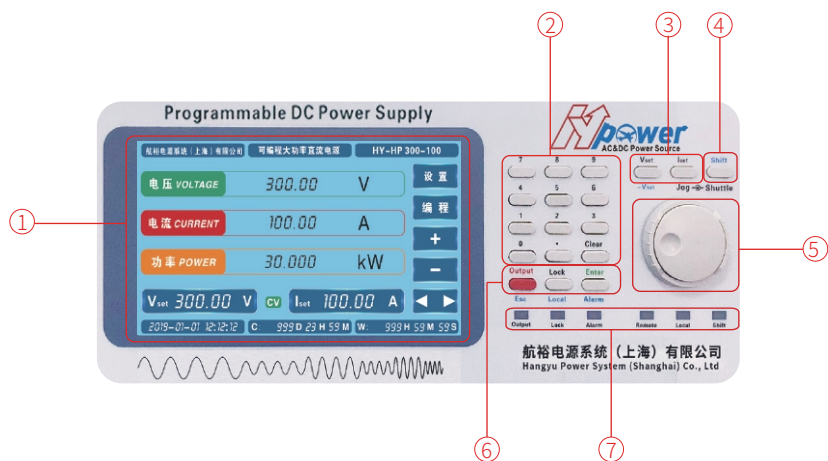 ② ③ ④
Programmable DC Power Supply
Hypower
AC&DC Power Source
航裕电源系统（上海）有限公司 可编程大功率直流电源 HY-HP 300-100
电压 VOLTAGE 300.00 V 设置
电流 CURRENT 100.00 A 编程
+
功率 POWER 30.000 kW −
Vset 300.00 V CV Iset 100.00 A ◀ ▶
2019-01-01 12:12:12 C: 999 D 23 H 59 M W: 999 H 59 M 59 S
①
7 8 9
4 5 6
1 2 3
0 · Clear
Vset Iset Shift
-Vset Jog Shuttle
⑤
Output Lock Enter
Esc Local Alarm
Output Lock Alarm Remote Local Shift
航裕电源系统（上海）有限公司
Hangyu Power System (Shanghai) Co., Ltd
⑥ ⑦